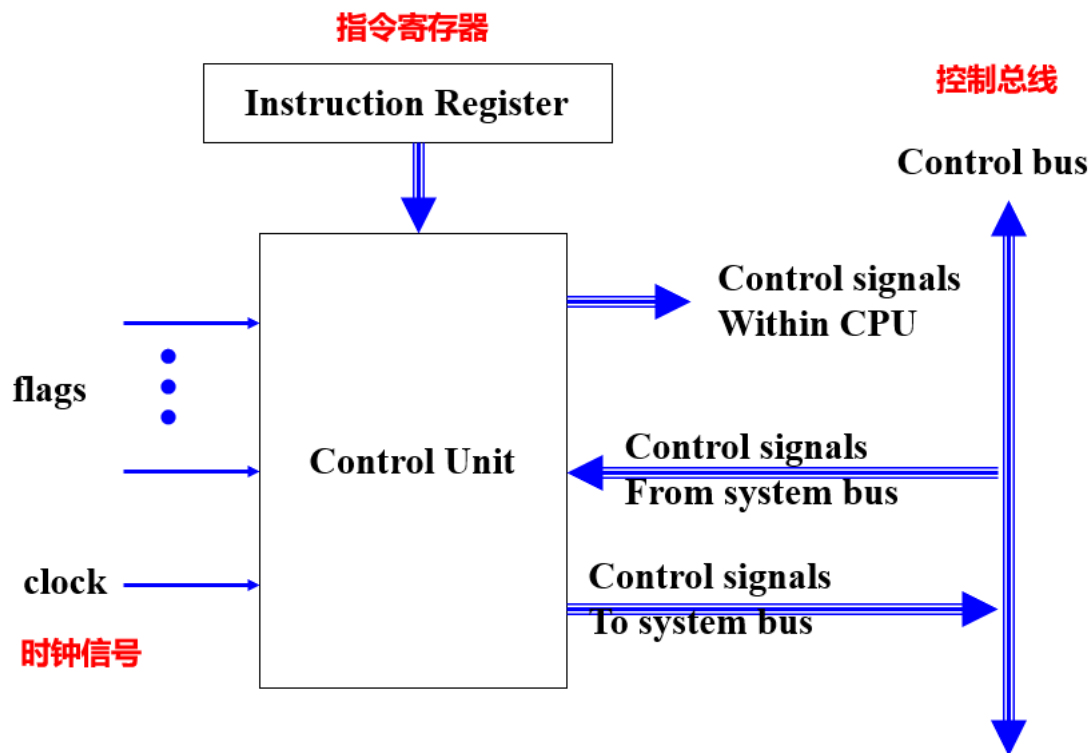 指令寄存器
Instruction Register
控制总线
Control bus
Control signals
Within CPU
flags
Control Unit
Control signals
From system bus
clock
Control signals
To system bus
时钟信号